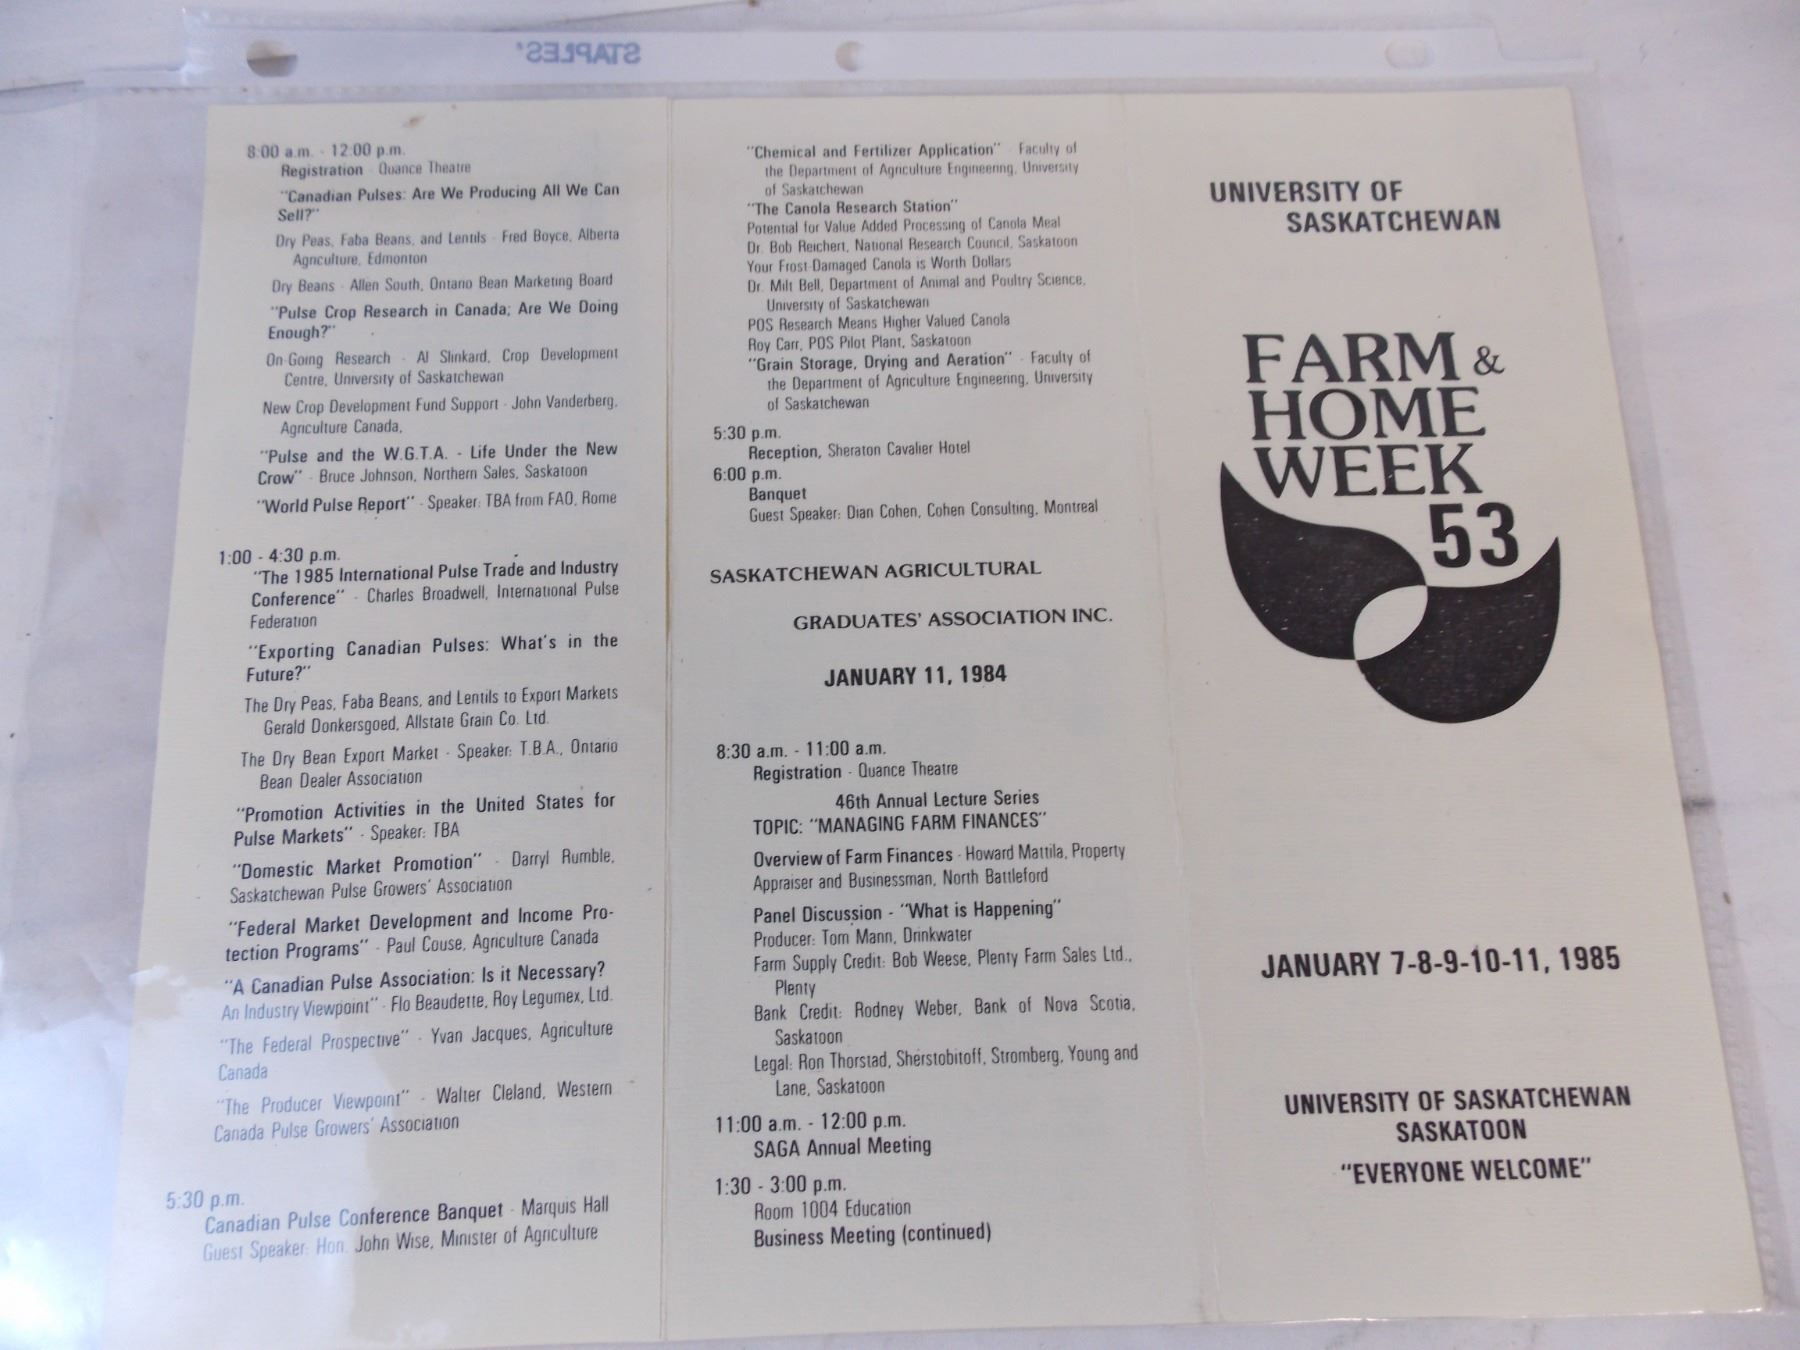 STAPLES'
8:00 a.m. - 12:00 p.m.
Registration - Quance Theatre
"Canadian Pulses: Are We Producing All We Can
Sell?"
Dry Peas, Faba Beans, and Lentils - Fred Boyce, Alberta
Agriculture, Edmonton
Dry Beans - Allen South, Ontario Bean Marketing Board
"Pulse Crop Research in Canada; Are We Doing
Enough?"
On-Going Research - Al Slinkard, Crop Development
Centre, University of Saskatchewan
New Crop Development Fund Support - John Vanderberg,
Agriculture Canada,
"Pulse and the W.G.T.A. - Life Under the New
Crow" - Bruce Johnson, Northern Sales, Saskatoon
"World Pulse Report" - Speaker: TBA from FAO, Rome
1:00 - 4:30 p.m.
"The 1985 International Pulse Trade and Industry
Conference" - Charles Broadwell, International Pulse
Federation
"Exporting Canadian Pulses: What's in the
Future?"
The Dry Peas, Faba Beans, and Lentils to Export Markets
Gerald Donkersgoed, Allstate Grain Co. Ltd.
The Dry Bean Export Market - Speaker: T.B.A., Ontario
Bean Dealer Association
"Promotion Activities in the United States for
Pulse Markets" - Speaker: TBA
"Domestic Market Promotion" - Darryl Rumble,
Saskatchewan Pulse Growers' Association
"Federal Market Development and Income Pro-
tection Programs" - Paul Couse, Agriculture Canada
"A Canadian Pulse Association: Is it Necessary?
An Industry Viewpoint" - Flo Beaudette, Roy Legumex, Ltd.
"The Federal Prospective" - Yvan Jacques, Agriculture
Canada
"The Producer Viewpoint" - Walter Cleland, Western
Canada Pulse Growers' Association
5:30 p.m.
Canadian Pulse Conference Banquet - Marquis Hall
Guest Speaker: Hon. John Wise, Minister of Agriculture
"Chemical and Fertilizer Application" - Faculty of
the Department of Agriculture Engineering, University
of Saskatchewan
"The Canola Research Station"
Potential for Value Added Processing of Canola Meal
Dr. Bob Reichert, National Research Council, Saskatoon
Your Frost-Damaged Canola is Worth Dollars
Dr. Milt Bell, Department of Animal and Poultry Science,
University of Saskatchewan
POS Research Means Higher Valued Canola
Roy Carr, POS Pilot Plant, Saskatoon
"Grain Storage, Drying and Aeration" - Faculty of
the Department of Agriculture Engineering, University
of Saskatchewan
5:30 p.m.
Reception, Sheraton Cavalier Hotel
6:00 p.m.
Banquet
Guest Speaker: Dian Cohen, Cohen Consulting, Montreal
SASKATCHEWAN AGRICULTURAL
GRADUATES' ASSOCIATION INC.
JANUARY 11, 1984
8:30 a.m. - 11:00 a.m.
Registration - Quance Theatre
46th Annual Lecture Series
TOPIC: "MANAGING FARM FINANCES"
Overview of Farm Finances - Howard Mattila, Property
Appraiser and Businessman, North Battleford
Panel Discussion - "What is Happening"
Producer: Tom Mann, Drinkwater
Farm Supply Credit: Bob Weese, Plenty Farm Sales Ltd.,
Plenty
Bank Credit: Rodney Weber, Bank of Nova Scotia,
Saskatoon
Legal: Ron Thorstad, Sherstobitoff, Stromberg, Young and
Lane, Saskatoon
11:00 a.m. - 12:00 p.m.
SAGA Annual Meeting
1:30 - 3:00 p.m.
Room 1004 Education
Business Meeting (continued)
UNIVERSITY OF
SASKATCHEWAN
FARM &
HOME
WEEK
53
JANUARY 7-8-9-10-11, 1985
UNIVERSITY OF SASKATCHEWAN
SASKATOON
"EVERYONE WELCOME"